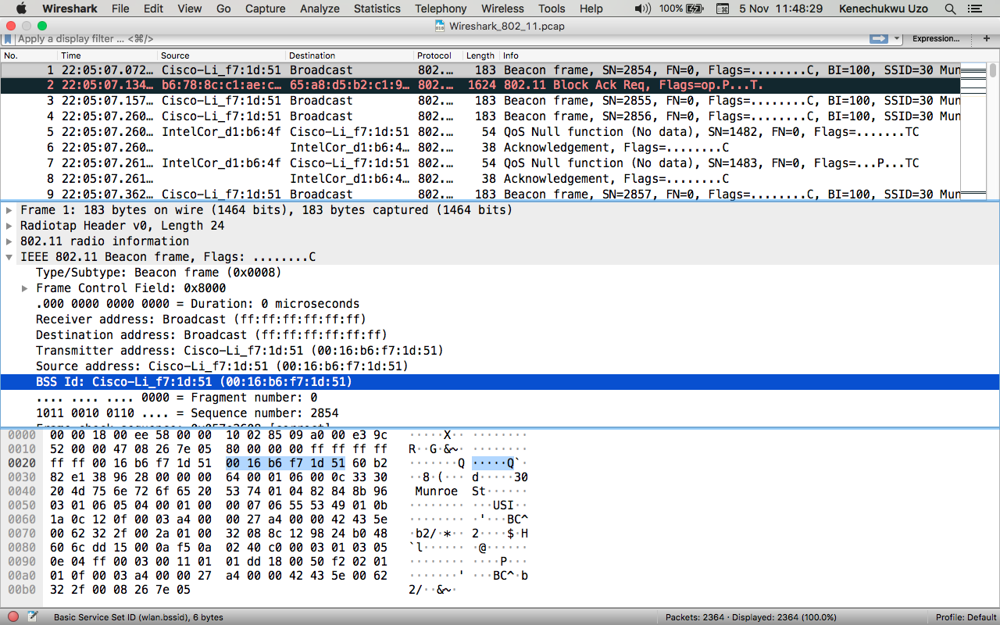 Wireshark File Edit View Go Capture Analyze Statistics Telephony Wireless Tools Help 100% 5 Nov 11:48:29 Kenechukwu Uzo
Wireshark_802_11.pcap
Apply a display filter … <⌘/> Expression… +
No. Time Source Destination Protocol Length Info
1 22:05:07.072… Cisco-Li_f7:1d:51 Broadcast 802.… 183 Beacon frame, SN=2854, FN=0, Flags=........C, BI=100, SSID=30 Mun
2 22:05:07.134… b6:78:8c:c1:ae:c… 65:a8:d5:b2:c1:9… 802.… 1624 802.11 Block Ack Req, Flags=op.P...T.
3 22:05:07.157… Cisco-Li_f7:1d:51 Broadcast 802.… 183 Beacon frame, SN=2855, FN=0, Flags=........C, BI=100, SSID=30 Mun
4 22:05:07.260… Cisco-Li_f7:1d:51 Broadcast 802.… 183 Beacon frame, SN=2856, FN=0, Flags=........C, BI=100, SSID=30 Mun
5 22:05:07.260… IntelCor_d1:b6:4f Cisco-Li_f7:1d:51 802.… 54 QoS Null function (No data), SN=1482, FN=0, Flags=.......TC
6 22:05:07.260… IntelCor_d1:b6:4… 802.… 38 Acknowledgement, Flags=........C
7 22:05:07.261… IntelCor_d1:b6:4f Cisco-Li_f7:1d:51 802.… 54 QoS Null function (No data), SN=1483, FN=0, Flags=...P...TC
8 22:05:07.261… IntelCor_d1:b6:4… 802.… 38 Acknowledgement, Flags=........C
9 22:05:07.362… Cisco-Li_f7:1d:51 Broadcast 802.… 183 Beacon frame, SN=2857, FN=0, Flags=........C, BI=100, SSID=30 Mun
Frame 1: 183 bytes on wire (1464 bits), 183 bytes captured (1464 bits)
Radiotap Header v0, Length 24
802.11 radio information
IEEE 802.11 Beacon frame, Flags: ........C
Type/Subtype: Beacon frame (0x0008)
Frame Control Field: 0x8000
.000 0000 0000 0000 = Duration: 0 microseconds
Receiver address: Broadcast (ff:ff:ff:ff:ff:ff)
Destination address: Broadcast (ff:ff:ff:ff:ff:ff)
Transmitter address: Cisco-Li_f7:1d:51 (00:16:b6:f7:1d:51)
Source address: Cisco-Li_f7:1d:51 (00:16:b6:f7:1d:51)
BSS Id: Cisco-Li_f7:1d:51 (00:16:b6:f7:1d:51)
.... .... .... 0000 = Fragment number: 0
1011 0010 0110 .... = Sequence number: 2854
0000 00 00 18 00 ee 58 00 00 10 02 85 09 a0 00 e3 9c ·····X·· ········
0010 52 00 00 47 08 26 7e 05 80 00 00 00 ff ff ff ff R··G·&~· ········
0020 ff ff 00 16 b6 f7 1d 51 00 16 b6 f7 1d 51 60 b2 ·······Q ·····Q`·
0030 82 e1 38 96 28 00 00 00 64 00 01 06 00 0c 33 30 ··8·(··· d·····30
0040 20 4d 75 6e 72 6f 65 20 53 74 01 04 82 84 8b 96 Munroe St······
0050 03 01 06 05 04 00 01 00 00 07 06 55 53 49 01 0b ········ ···USI··
0060 1a 0c 12 0f 00 03 a4 00 00 27 a4 00 00 42 43 5e ········ ·'···BC^
0070 00 62 32 2f 00 2a 01 00 32 08 8c 12 98 24 b0 48 ·b2/·*·· 2····$·H
0080 60 6c dd 15 00 0a f5 0a 02 40 c0 00 03 01 03 05 `l······ ·@······
0090 0e 04 ff 00 03 00 11 01 01 dd 18 00 50 f2 02 01 ········ ····P···
00a0 01 0f 00 03 a4 00 00 27 a4 00 00 42 43 5e 00 62 ·······' ···BC^·b
00b0 32 2f 00 08 26 7e 05 2/··&~·
Basic Service Set ID (wlan.bssid), 6 bytes Packets: 2364 · Displayed: 2364 (100.0%) Profile: Default